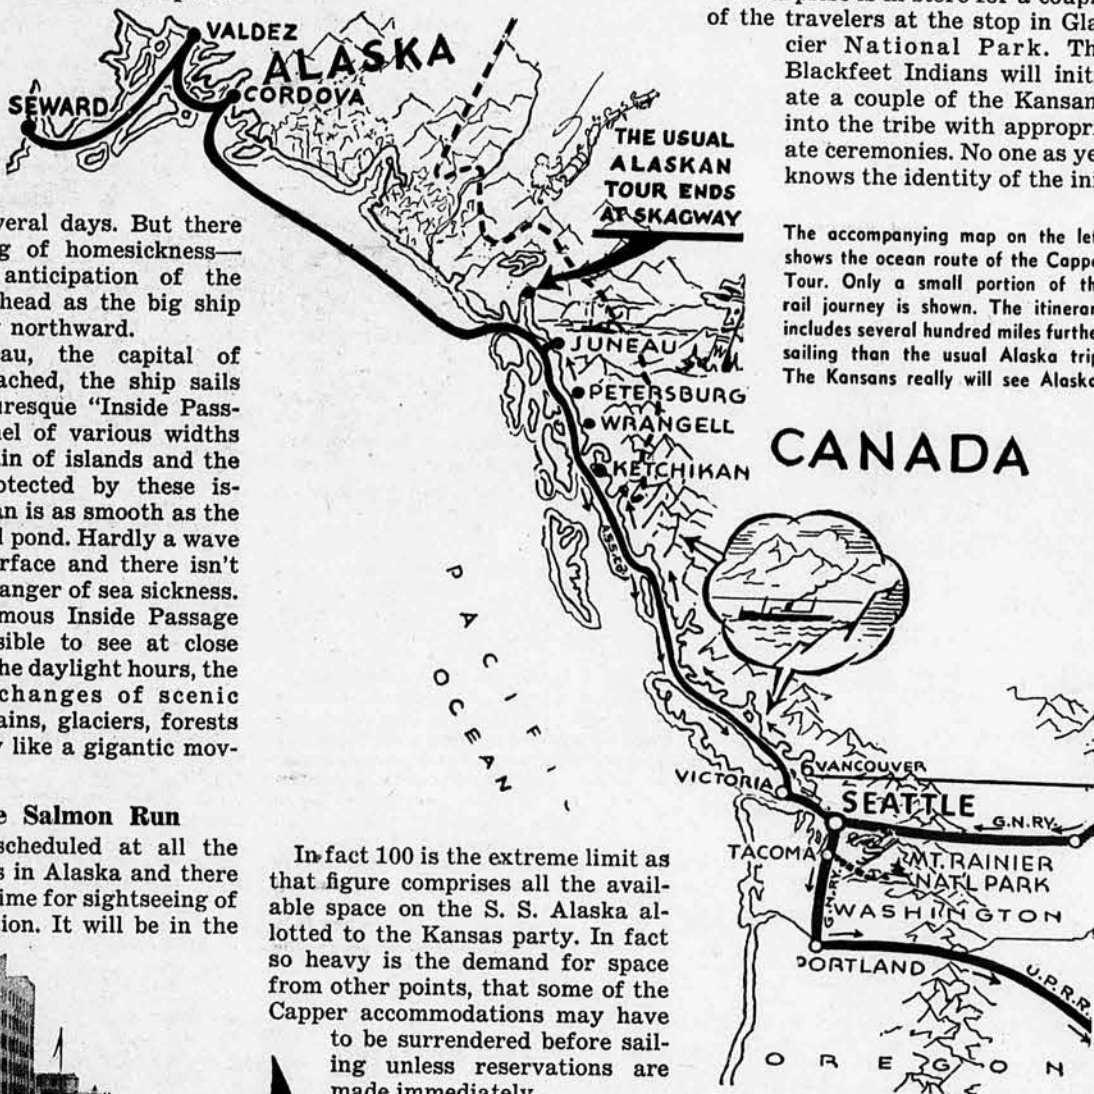 of the travelers at the stop in Gla
cier National Park. Th
Blackfeet Indians will initi
ate a couple of the Kansan
into the tribe with appropri
ate ceremonies. No one as ye
knows the identity of the ini
The accompanying map on the lef
shows the ocean route of the Cappe
Tour. Only a small portion of th
rail journey is shown. The itinerar
includes several hundred miles furthe
sailing than the usual Alaska trip
The Kansans really will see Alaska
VALDEZ
ALASKA
SEWARD
CORDOVA
THE USUAL
ALASKAN
TOUR ENDS
AT SKAGWAY
JUNEAU
PETERSBURG
WRANGELL
KETCHIKAN
CANADA
PACIFIC
OCEAN
VICTORIA
VANCOUVER
SEATTLE
G.N.RY.
TACOMA
MT. RAINIER
NAT'L PARK
G.N.RY.
WASHINGTON
PORTLAND
U.P.R.R.
OREGON
veral days. But there
g of homesickness—
anticipation of the
head as the big ship
northward.
au, the capital of
ached, the ship sails
uresque "Inside Pass-
el of various widths
in of islands and the
otected by these is-
an is as smooth as the
l pond. Hardly a wave
rface and there isn't
anger of sea sickness.
mous Inside Passage
sible to see at close
he daylight hours, the
changes of scenic
ains, glaciers, forests
y like a gigantic mov-
e Salmon Run
scheduled at all the
s in Alaska and there
ime for sightseeing of
tion. It will be in the
In fact 100 is the extreme limit as
that figure comprises all the avail-
able space on the S. S. Alaska al-
lotted to the Kansas party. In fact
so heavy is the demand for space
from other points, that some of the
Capper accommodations may have
to be surrendered before sail-
ing unless reservations are
made immediately.